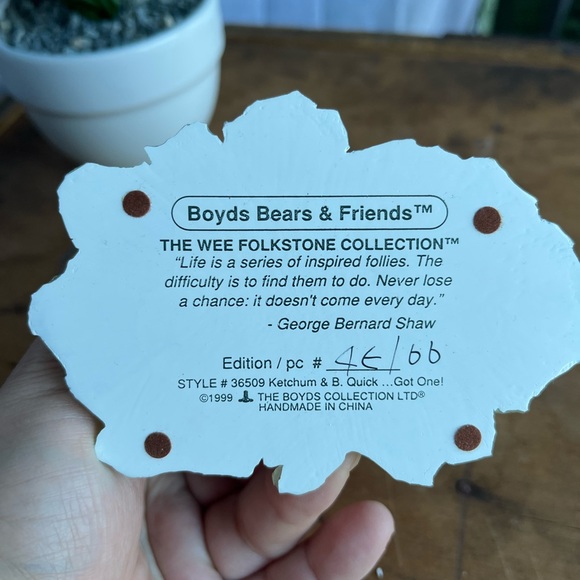 Boyds Bears & Friends™
THE WEE FOLKSTONE COLLECTION™
"Life is a series of inspired follies. The
difficulty is to find them to do. Never lose
a chance: it doesn't come every day."
- George Bernard Shaw
Edition / pc # 4E/66
STYLE # 36509 Ketchum & B. Quick ...Got One!
©1999 THE BOYDS COLLECTION LTD®
HANDMADE IN CHINA